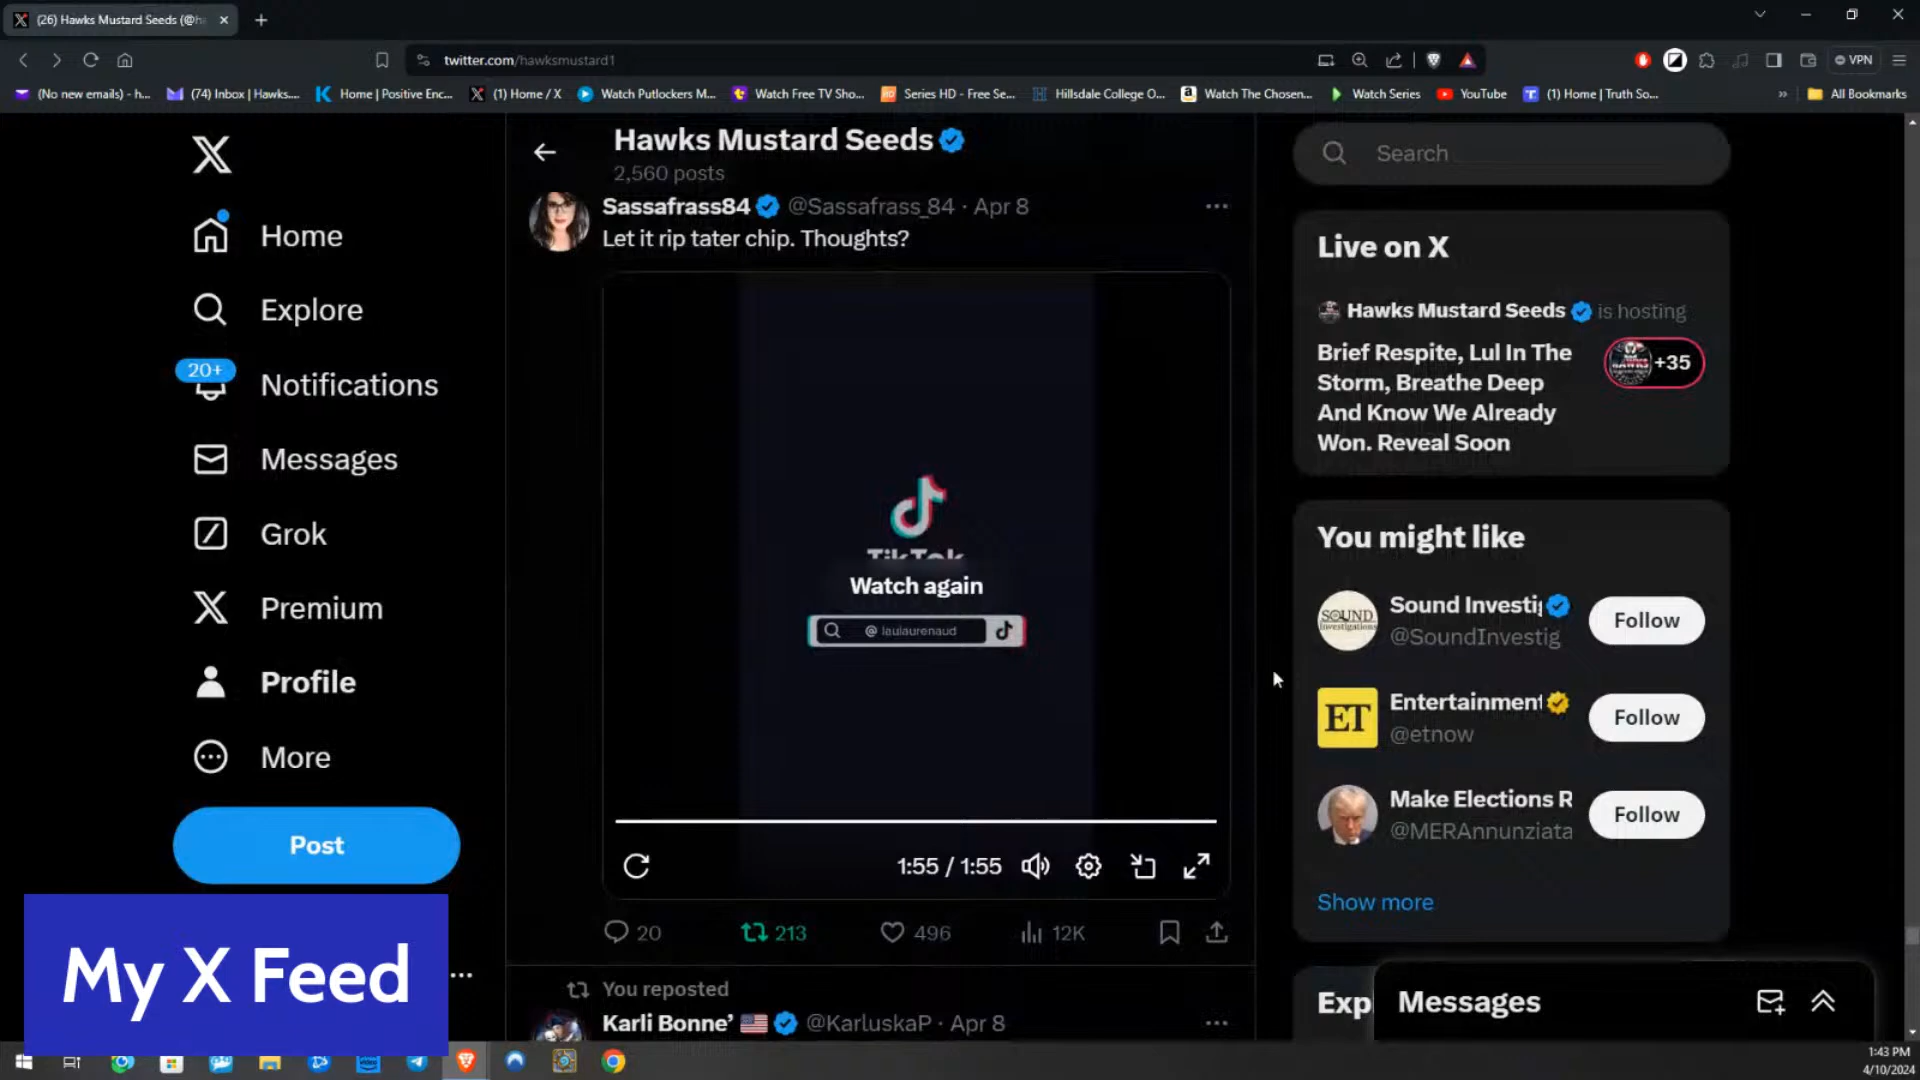 (26) Hawks Mustard Seeds (@ha
twitter.com/hawksmustard1
VPN
(No new emails) - h...
(74) Inbox | Hawks...
Home | Positive Enc...
(1) Home / X
Watch Putlockers M...
Watch Free TV Sho...
Series HD - Free Se...
Hillsdale College O...
Watch The Chosen...
Watch Series
YouTube
(1) Home | Truth So...
All Bookmarks
Home
Explore
20+
Notifications
Messages
Grok
Premium
Profile
More
Post
My X Feed
Hawks Mustard Seeds
2,560 posts
Sassafrass84 @Sassafrass_84 · Apr 8
Let it rip tater chip. Thoughts?
TikTok
Watch again
@ laulaurenaud
1:55 / 1:55
20
213
496
12K
You reposted
Karli Bonne’ @KarluskaP · Apr 8
Search
Live on X
Hawks Mustard Seeds is hosting
Brief Respite, Lul In The
Storm, Breathe Deep
And Know We Already
Won. Reveal Soon
+35
You might like
SOUND
Investigations
Sound Investig
@SoundInvestig
Follow
ET
Entertainment
@etnow
Follow
Make Elections R
@MERAnnunziata
Follow
Show more
Exp
Messages
1:43 PM
4/10/2024